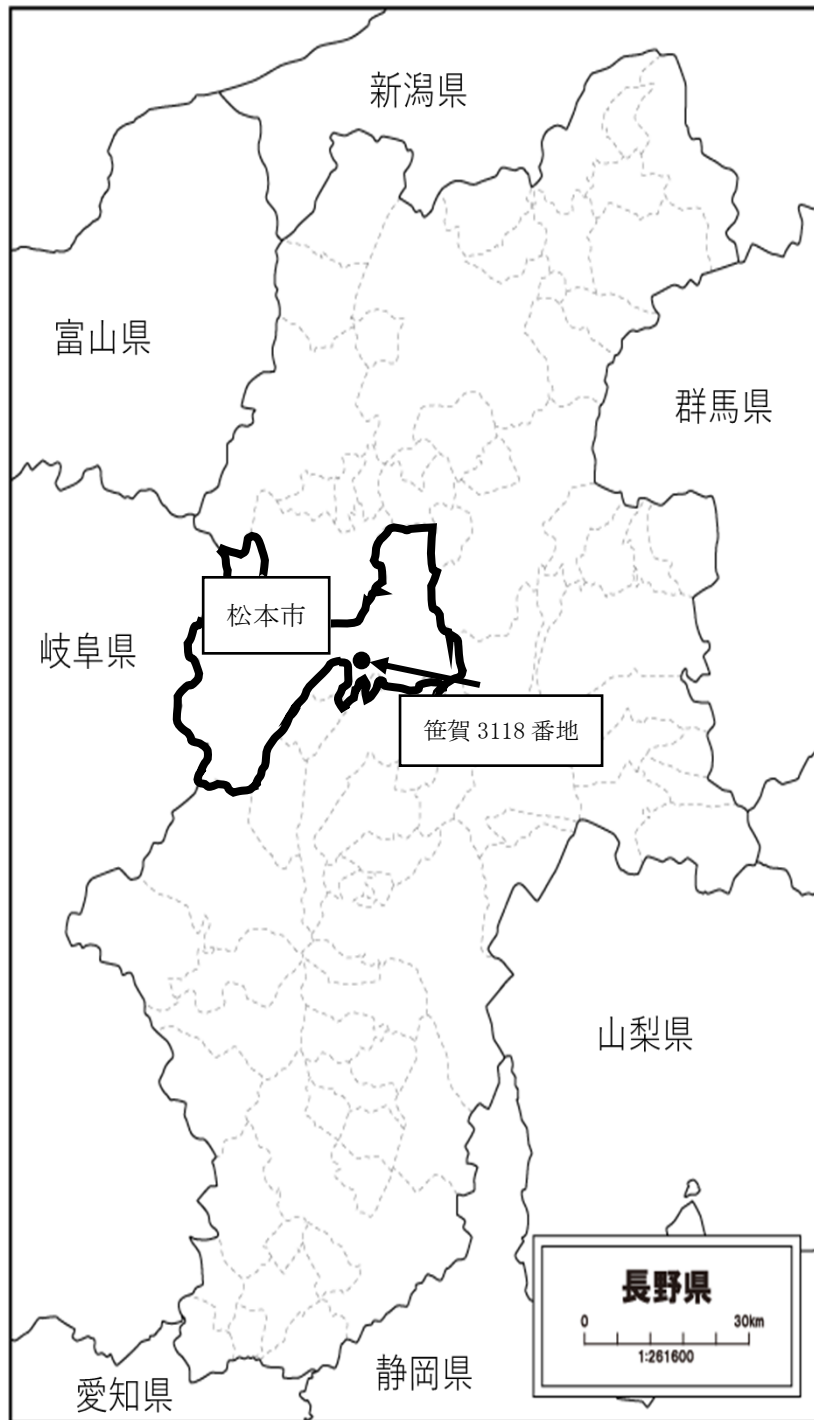 新潟県
富山県
群馬県
松本市
岐阜県
笹賀 3118 番地
山梨県
長野県
0 30km
1:261600
静岡県
愛知県